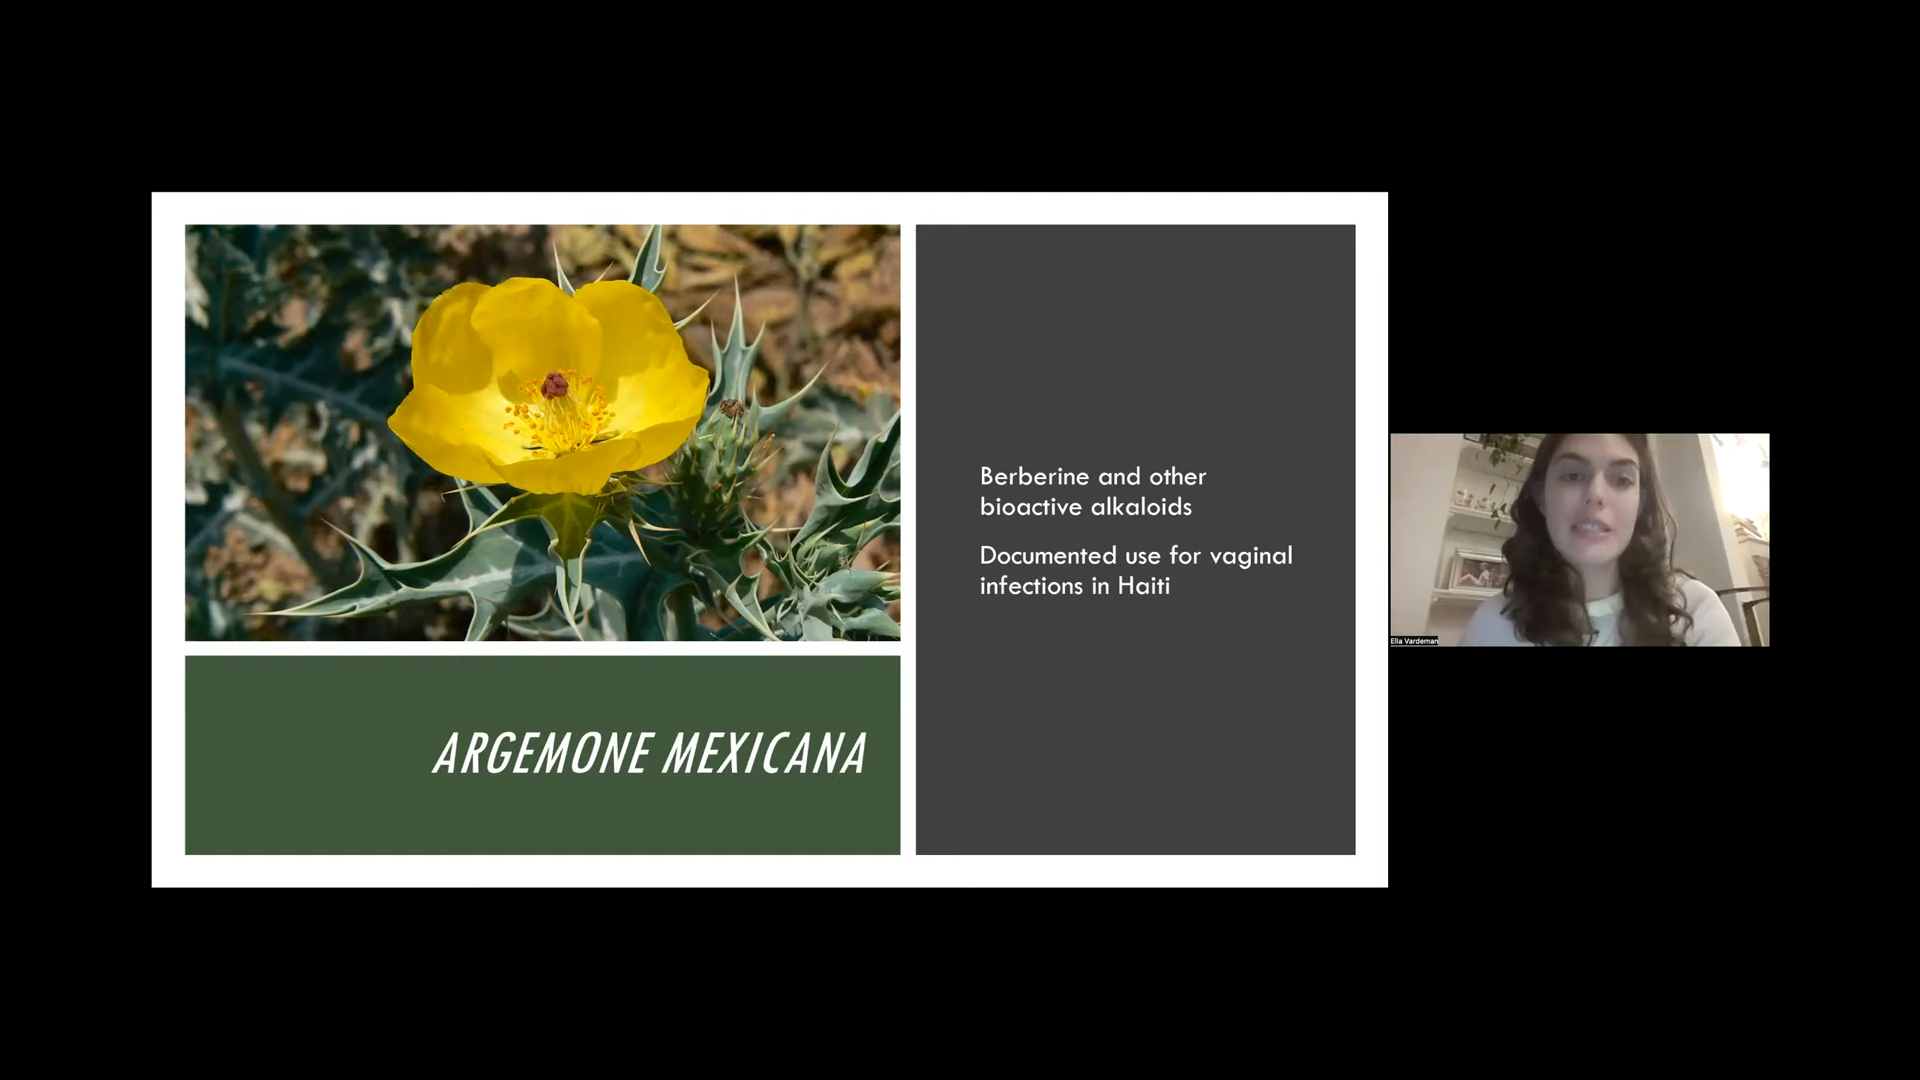 Berberine and other
bioactive alkaloids
Documented use for vaginal
infections in Haiti
ARGEMONE MEXICANA
Ella Vardeman